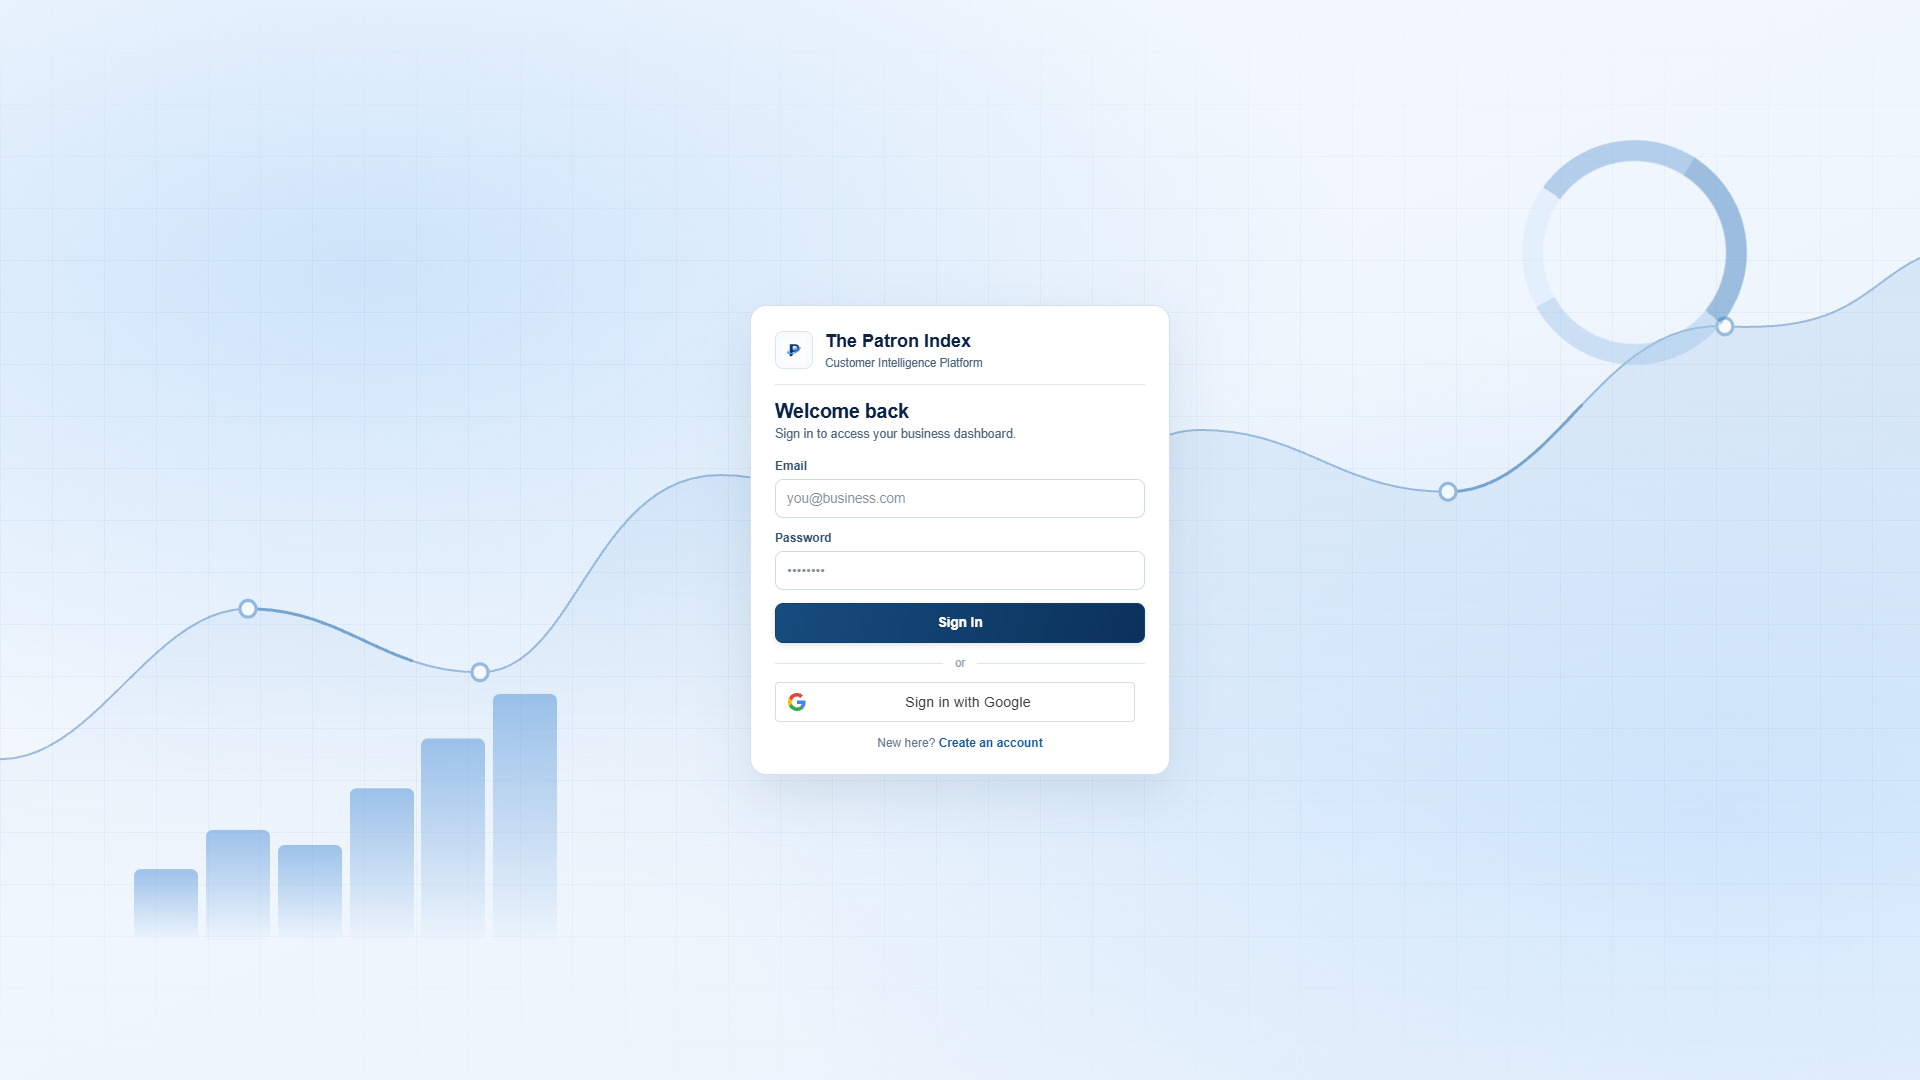 The Patron Index
Customer Intelligence Platform
Welcome back
Sign in to access your business dashboard.
Email
you@business.com
Password
••••••••
Sign In
or
Sign in with Google
New here? Create an account